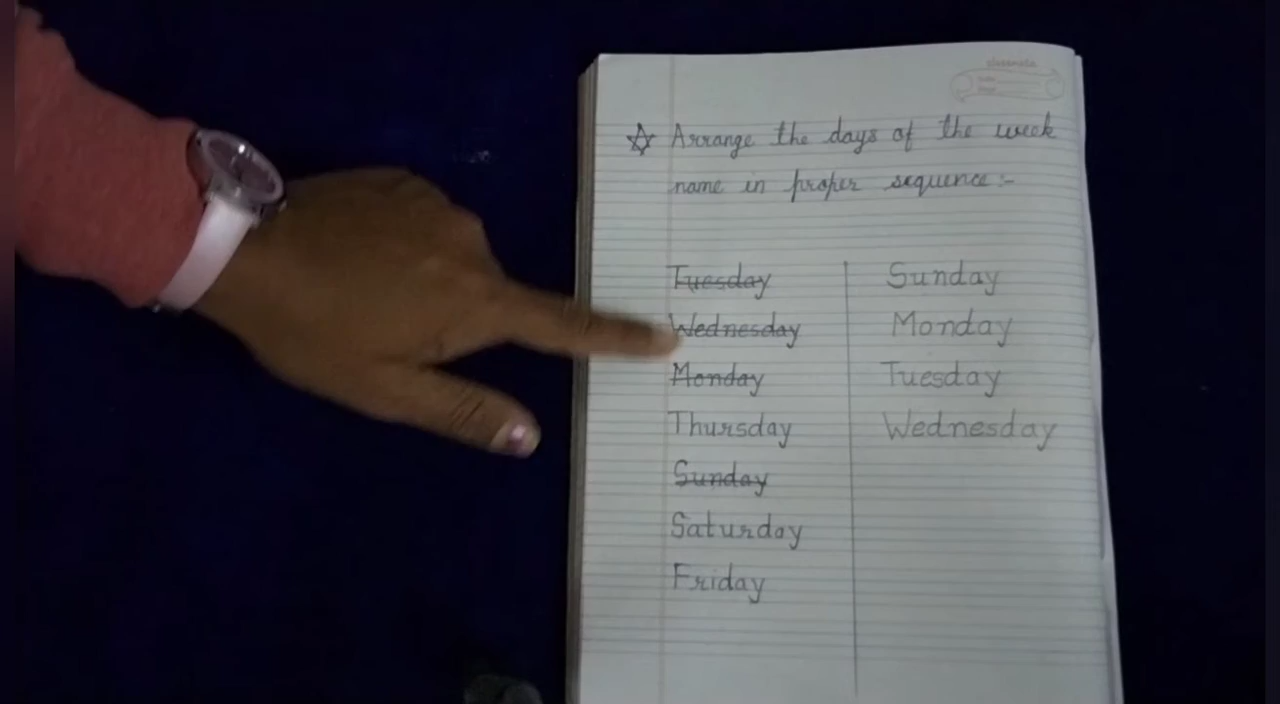 classmate
☆ Arrange the days of the week
name in proper sequence:-
Tuesday Sunday
Wednesday Monday
Monday Tuesday
Thursday Wednesday
Sunday
Saturday
Friday